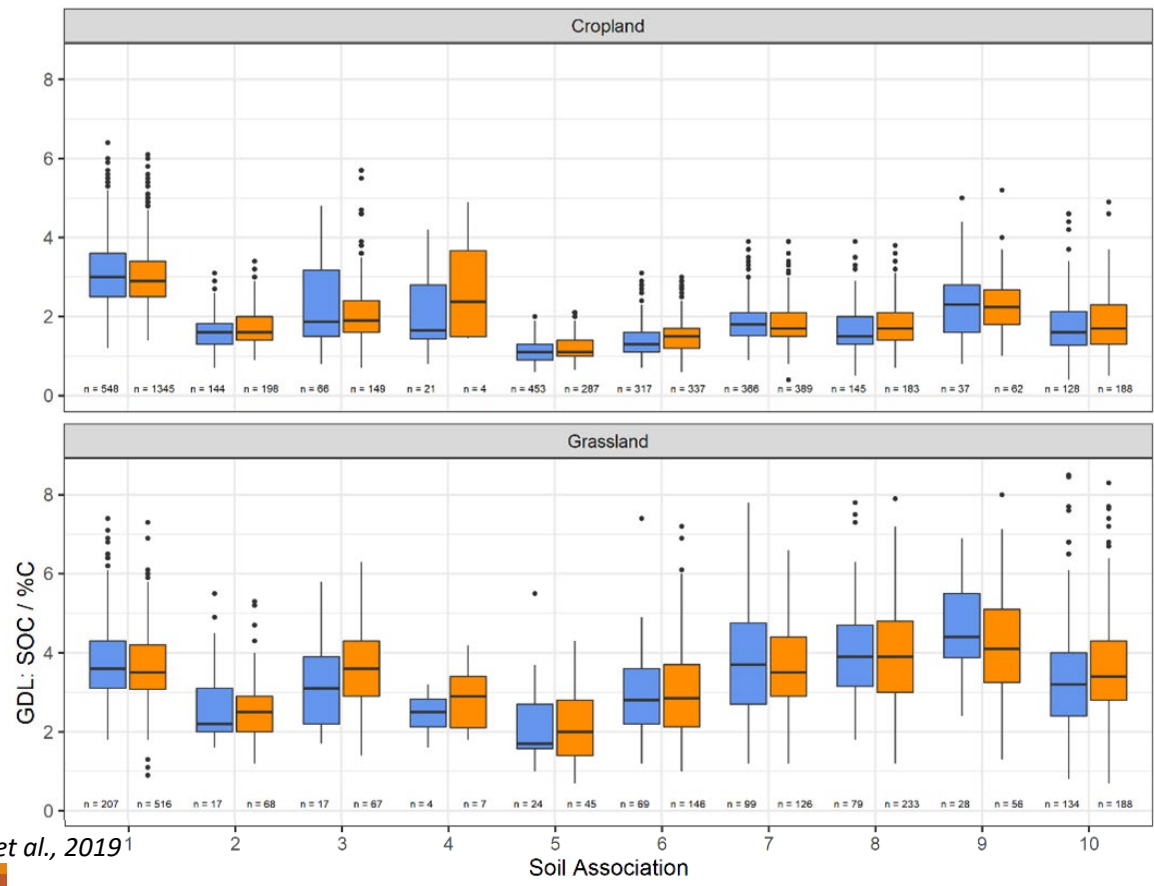 Cropland
8
6
4
2
0
n = 548 n = 1345 n = 144 n = 198 n = 66 n = 149 n = 21 n = 4 n = 453 n = 287 n = 317 n = 337 n = 386 n = 389 n = 145 n = 183 n = 37 n = 62 n = 128 n = 188
Grassland
8
6
4
2
0
GDL: SOC / %C
n = 207 n = 516 n = 17 n = 68 n = 17 n = 67 n = 4 n = 7 n = 24 n = 45 n = 69 n = 146 n = 99 n = 126 n = 79 n = 233 n = 28 n = 56 n = 134 n = 188
et al., 2019
1 2 3 4 5 6 7 8 9 10
Soil Association